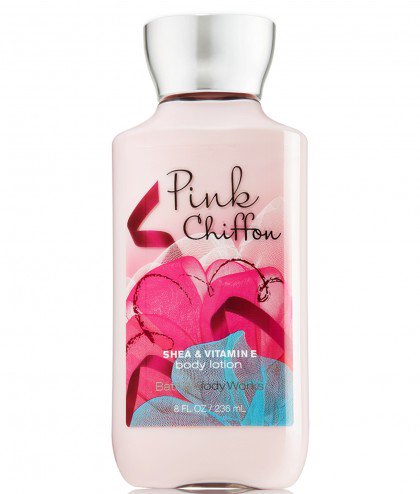 Pink
Chiffon
SHEA & VITAMIN E
body lotion
Bath & Body Works
8 FL OZ / 236 mL